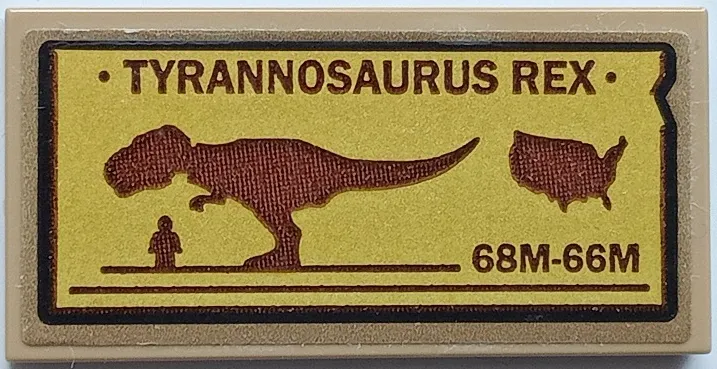 • TYRANNOSAURUS REX •
68M-66M